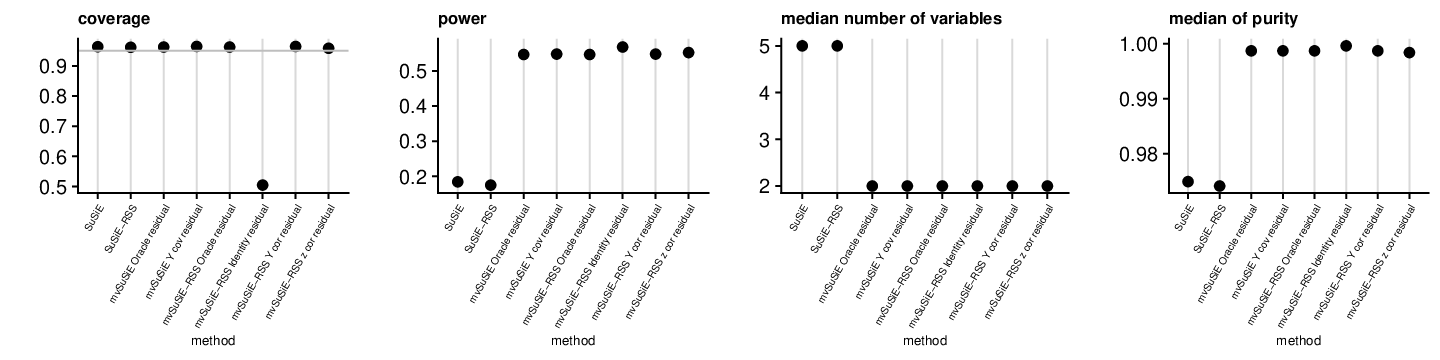 coverage
0.9
0.8
0.7
0.6
0.5
SuSiE
SuSiE−RSS
mvSuSiE Oracle residual
mvSuSiE Y cov residual
mvSuSiE−RSS Oracle residual
mvSuSiE−RSS Identity residual
mvSuSiE−RSS Y cor residual
mvSuSiE−RSS z cor residual
method
power
0.5
0.4
0.3
0.2
SuSiE
SuSiE−RSS
mvSuSiE Oracle residual
mvSuSiE Y cov residual
mvSuSiE−RSS Oracle residual
mvSuSiE−RSS Identity residual
mvSuSiE−RSS Y cor residual
mvSuSiE−RSS z cor residual
method
median number of variables
5
4
3
2
SuSiE
SuSiE−RSS
mvSuSiE Oracle residual
mvSuSiE Y cov residual
mvSuSiE−RSS Oracle residual
mvSuSiE−RSS Identity residual
mvSuSiE−RSS Y cor residual
mvSuSiE−RSS z cor residual
method
median of purity
1.00
0.99
0.98
SuSiE
SuSiE−RSS
mvSuSiE Oracle residual
mvSuSiE Y cov residual
mvSuSiE−RSS Oracle residual
mvSuSiE−RSS Identity residual
mvSuSiE−RSS Y cor residual
mvSuSiE−RSS z cor residual
method